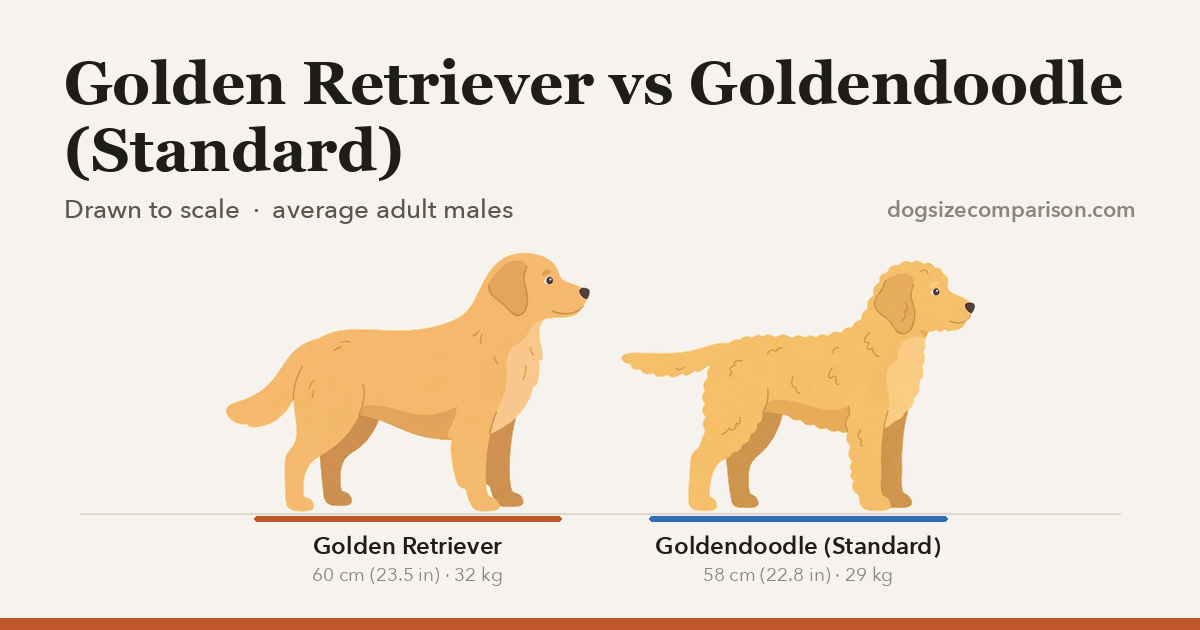 Golden Retriever vs Goldendoodle
(Standard)
Drawn to scale · average adult males
dogsizecomparison.com
Golden Retriever
60 cm (23.5 in) · 32 kg
Goldendoodle (Standard)
58 cm (22.8 in) · 29 kg